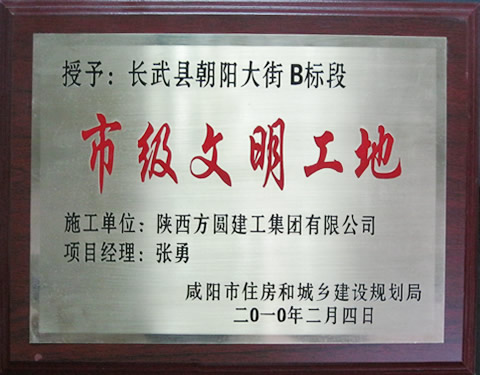 授予：长武县朝阳大街B标段
市级文明工地
施工单位：陕西方圆建工集团有限公司
项目经理：张勇
咸阳市住房和城乡建设规划局
二0一0年二月四日